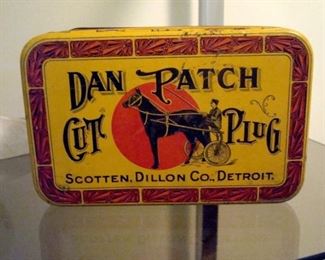 DAN PATCH
CUT PLUG
SCOTTEN, DILLON CO., DETROIT.